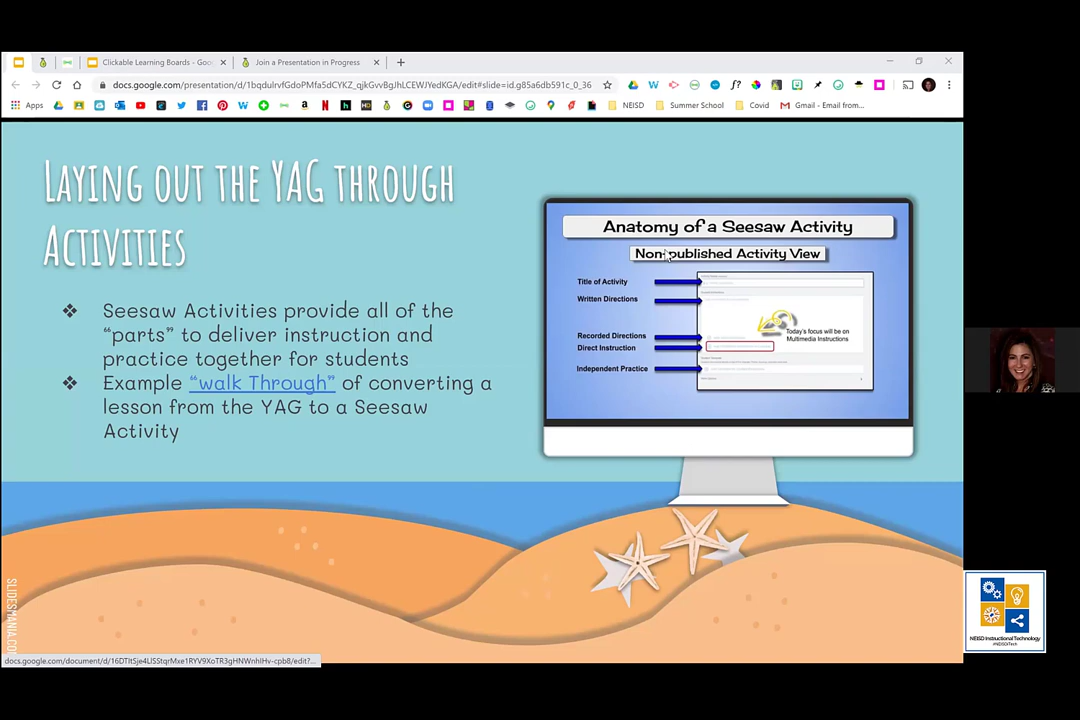 Clickable Learning Boards - Goo
Join a Presentation in Progress
docs.google.com/presentation/d/1bqdulrvfGdoPMfa5dCYKZ_qjkGvvBgJhLCEWJYedKGA/edit#slide=id.g85a6db591c_0_36
Apps
NEISD
Summer School
Covid
Gmail - Email from...
Laying out the YAG through
Activities
❖ Seesaw Activities provide all of the
"parts" to deliver instruction and
practice together for students
❖ Example "walk Through" of converting a
lesson from the YAG to a Seesaw
Activity
Anatomy of a Seesaw Activity
Non-published Activity View
Title of Activity
Written Directions
Recorded Directions
Direct Instruction
Independent Practice
Today's focus will be on
Multimedia Instructions
SLIDESMANIA.CO
NEISD Instructional Technology
#NEISDiTech
docs.google.com/document/d/16DTItSje4LlSStqrMxe1RYV9XoTR3gHNWnhIHv-cpb8/edit?...